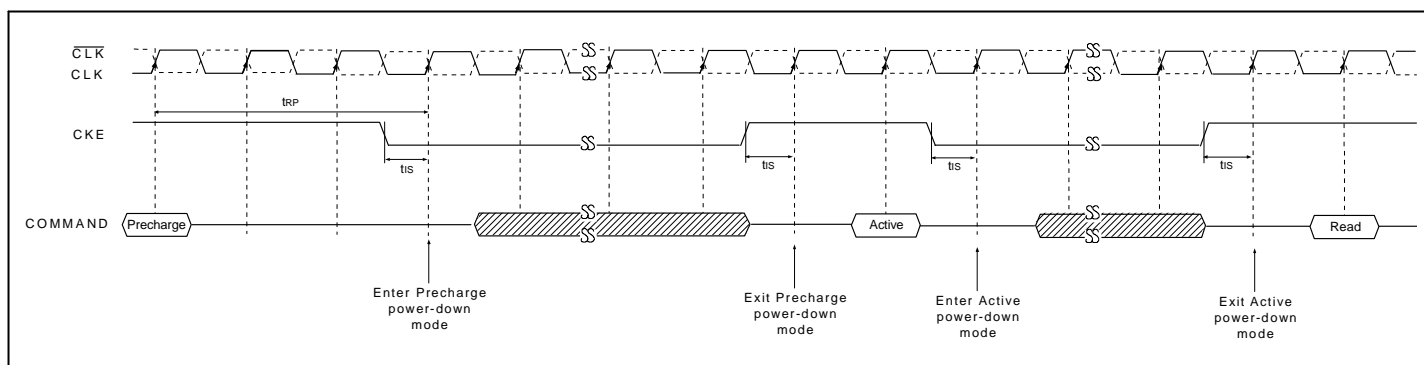 CLK
CLK
tRP
CKE
tIS
tIS
tIS
tIS
COMMAND
Precharge
Active
Read
Enter Precharge
power-down
mode
Exit Precharge
power-down
mode
Enter Active
power-down
mode
Exit Active
power-down
mode